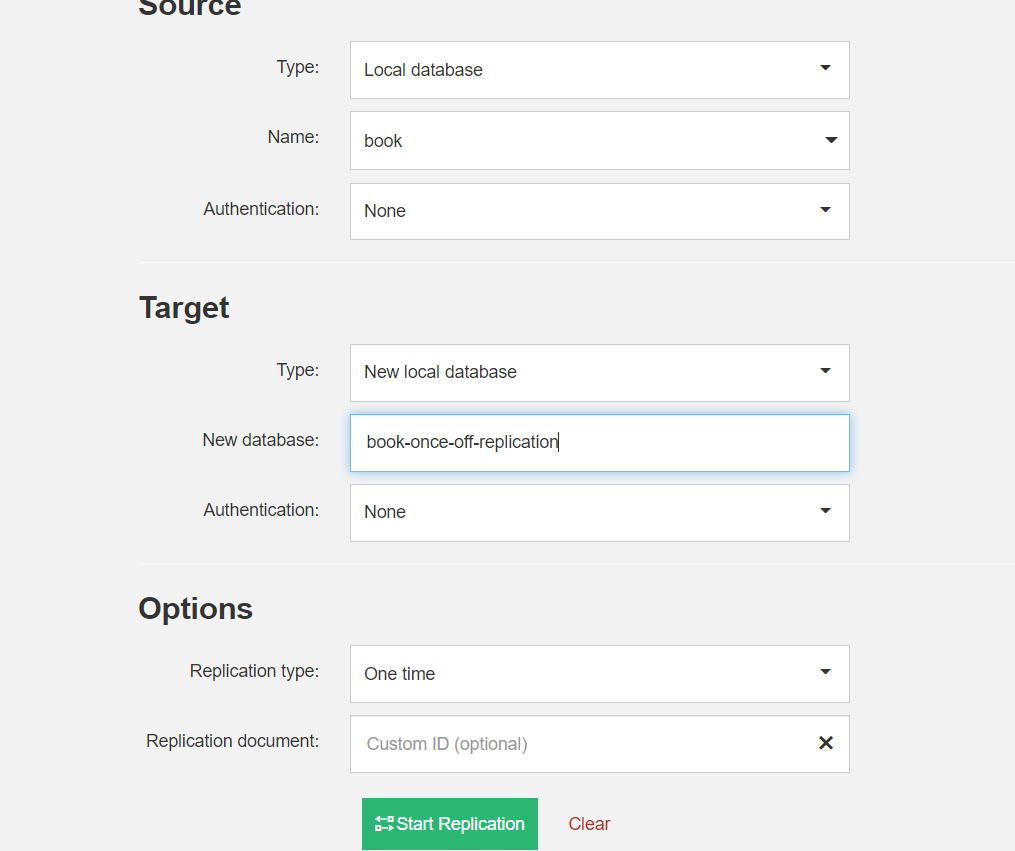 Source
Type: Local database
Name: book
Authentication: None
Target
Type: New local database
New database: book-once-off-replication
Authentication: None
Options
Replication type: One time
Replication document: Custom ID (optional)
Start Replication Clear